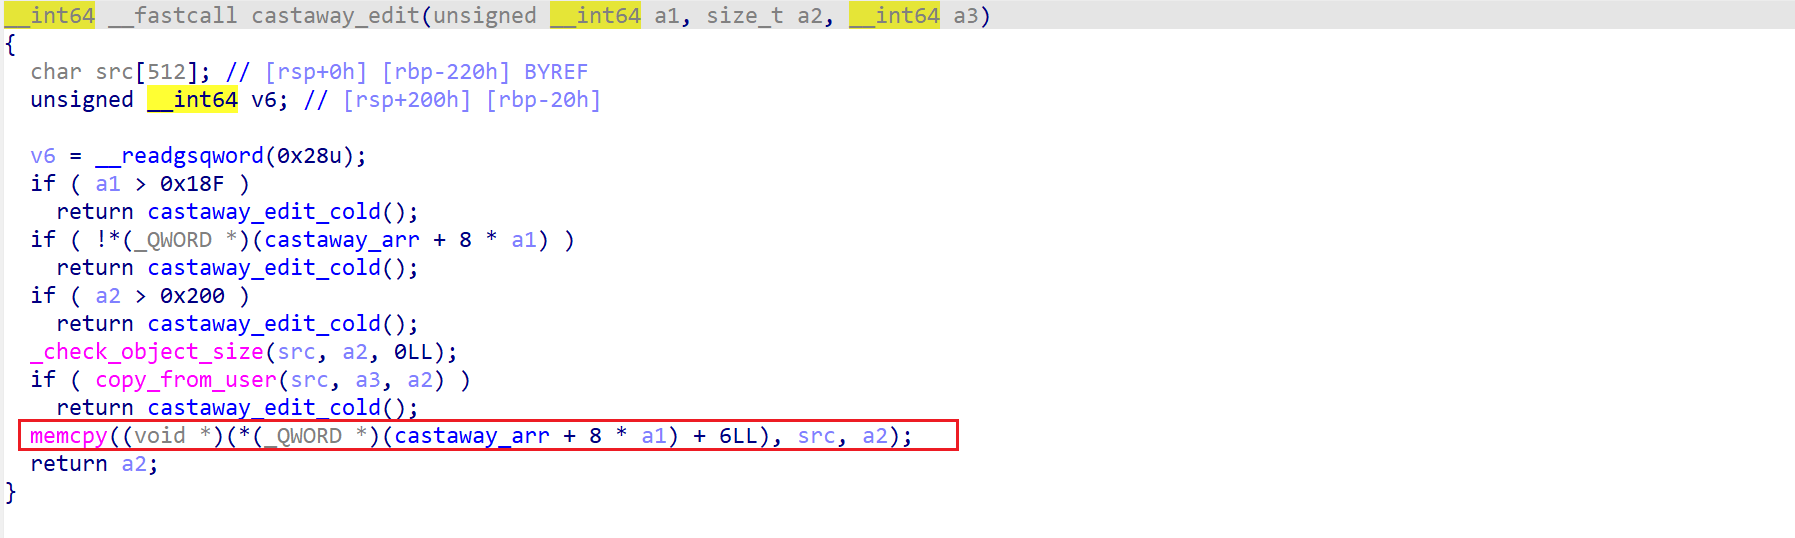 __int64 __fastcall castaway_edit(unsigned __int64 a1, size_t a2, __int64 a3)
{
  char src[512]; // [rsp+0h] [rbp-220h] BYREF
  unsigned __int64 v6; // [rsp+200h] [rbp-20h]

  v6 = __readgsqword(0x28u);
  if ( a1 > 0x18F )
    return castaway_edit_cold();
  if ( !*(_QWORD *)(castaway_arr + 8 * a1) )
    return castaway_edit_cold();
  if ( a2 > 0x200 )
    return castaway_edit_cold();
  _check_object_size(src, a2, 0LL);
  if ( copy_from_user(src, a3, a2) )
    return castaway_edit_cold();
  memcpy((void *)(*(_QWORD *)(castaway_arr + 8 * a1) + 6LL), src, a2);
  return a2;
}